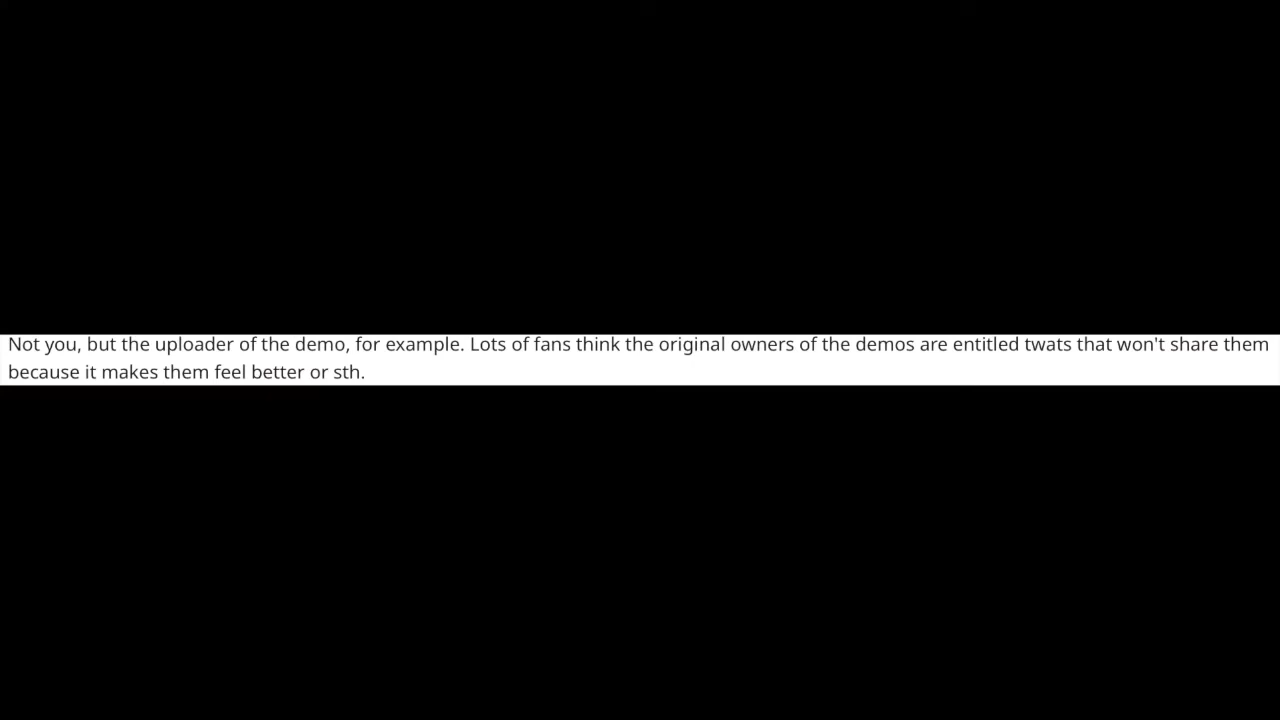 Not you, but the uploader of the demo, for example. Lots of fans think the original owners of the demos are entitled twats that won't share them
because it makes them feel better or sth.